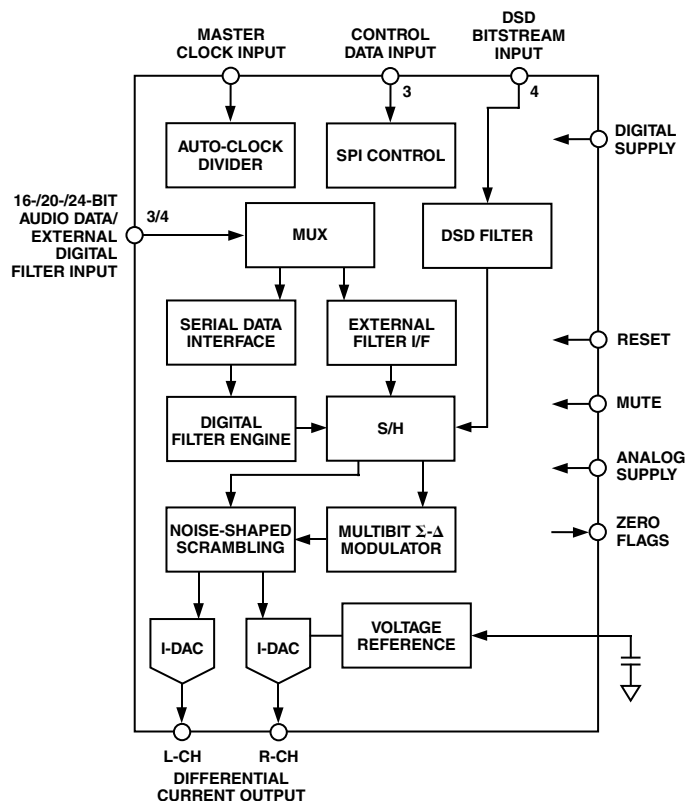 MASTER
CLOCK INPUT
CONTROL
DATA INPUT
DSD
BITSTREAM
INPUT
3
4
AUTO-CLOCK
DIVIDER
SPI CONTROL
DIGITAL
SUPPLY
16-/20-/24-BIT
AUDIO DATA/
EXTERNAL
DIGITAL
FILTER INPUT
3/4
MUX
DSD FILTER
SERIAL DATA
INTERFACE
EXTERNAL
FILTER I/F
RESET
DIGITAL
FILTER ENGINE
S/H
MUTE
ANALOG
SUPPLY
NOISE-SHAPED
SCRAMBLING
MULTIBIT Σ-Δ
MODULATOR
ZERO
FLAGS
I-DAC
I-DAC
VOLTAGE
REFERENCE
L-CH
R-CH
DIFFERENTIAL
CURRENT OUTPUT